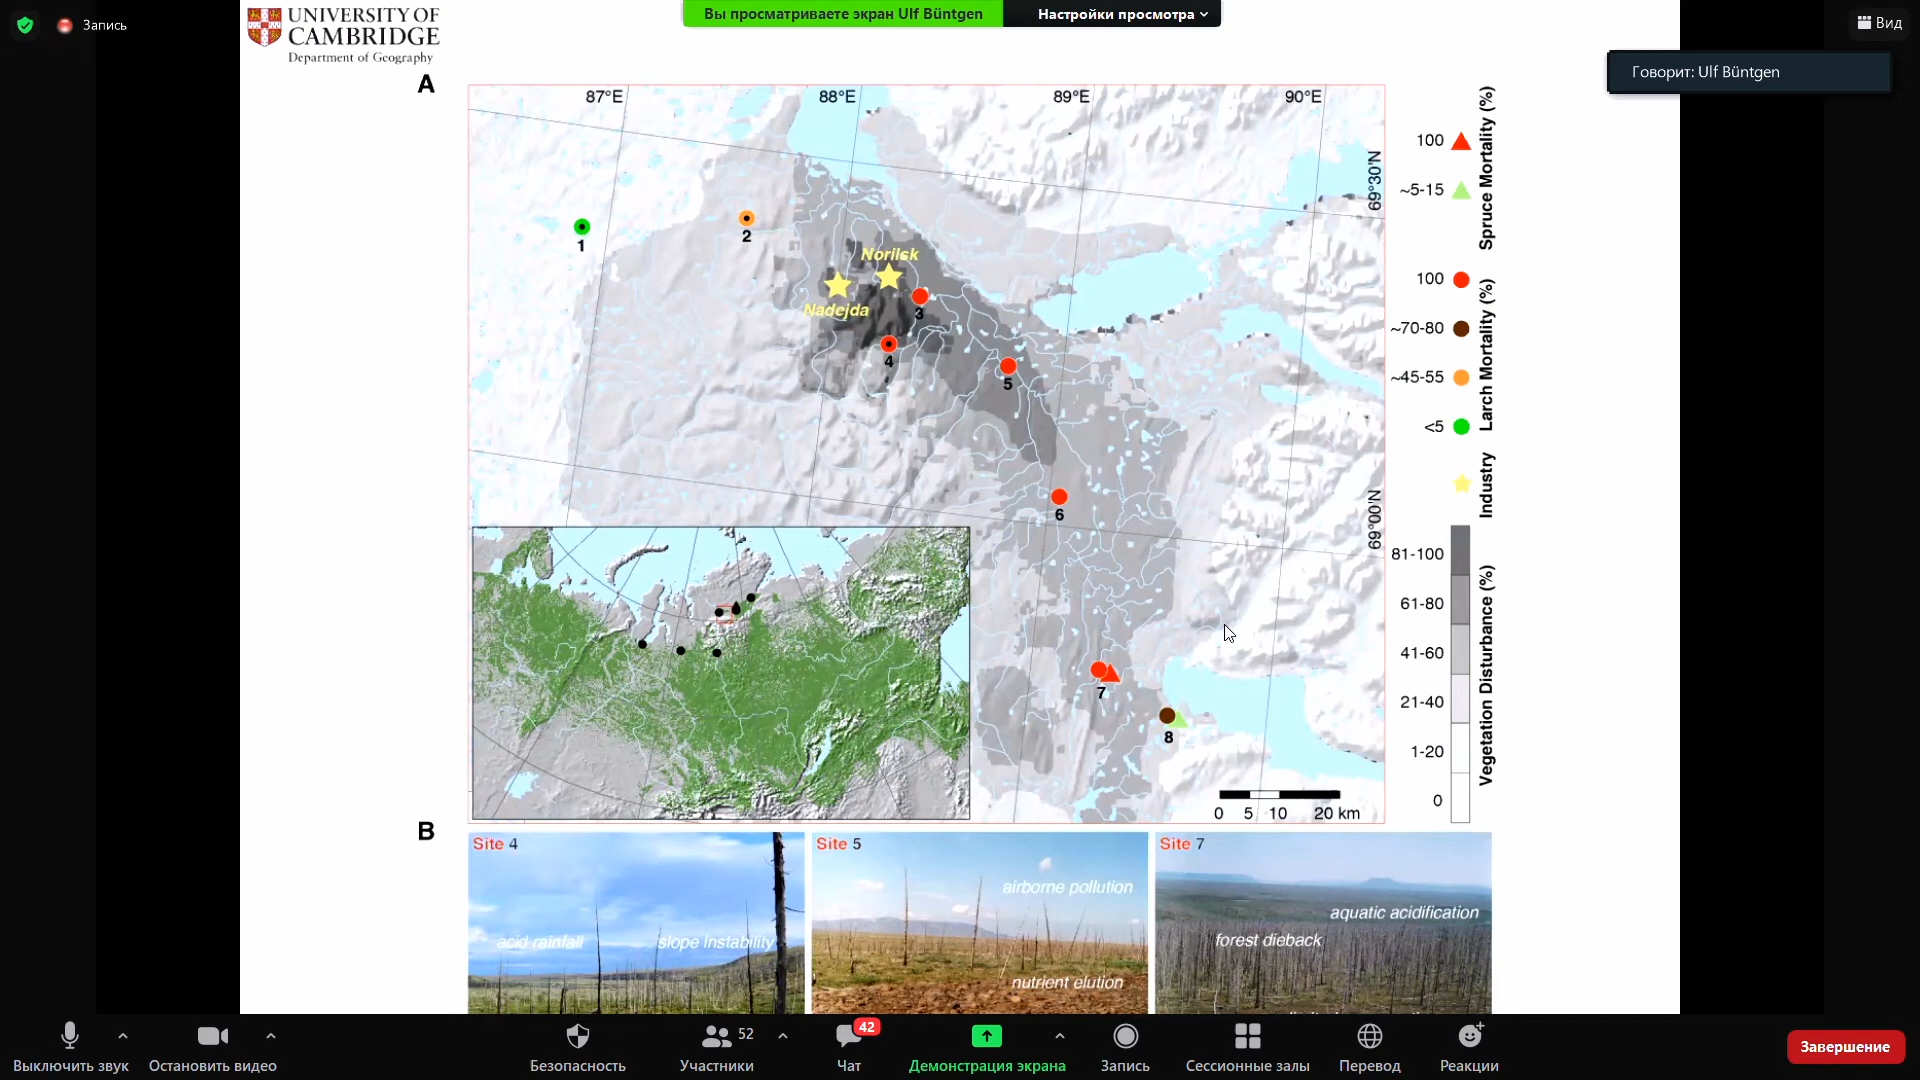 Запись
UNIVERSITY OF
CAMBRIDGE
Department of Geography
Вы просматриваете экран Ulf Büntgen
Настройки просмотра
Вид
Говорит: Ulf Büntgen
A
87°E
88°E
89°E
90°E
69°30'N
69°00'N
1
2
Norilsk
Nadejda
3
4
5
6
7
8
0 5 10 20 km
100
~5-15
Spruce Mortality (%)
100
~70-80
~45-55
<5
Larch Mortality (%)
Industry
81-100
61-80
41-60
21-40
1-20
0
Vegetation Disturbance (%)
B
Site 4
acid rainfall
slope instability
Site 5
airborne pollution
nutrient elution
Site 7
aquatic acidification
forest dieback
Выключить звук
Остановить видео
Безопасность
52
Участники
42
Чат
Демонстрация экрана
Запись
Сессионные залы
Перевод
Реакции
Завершение